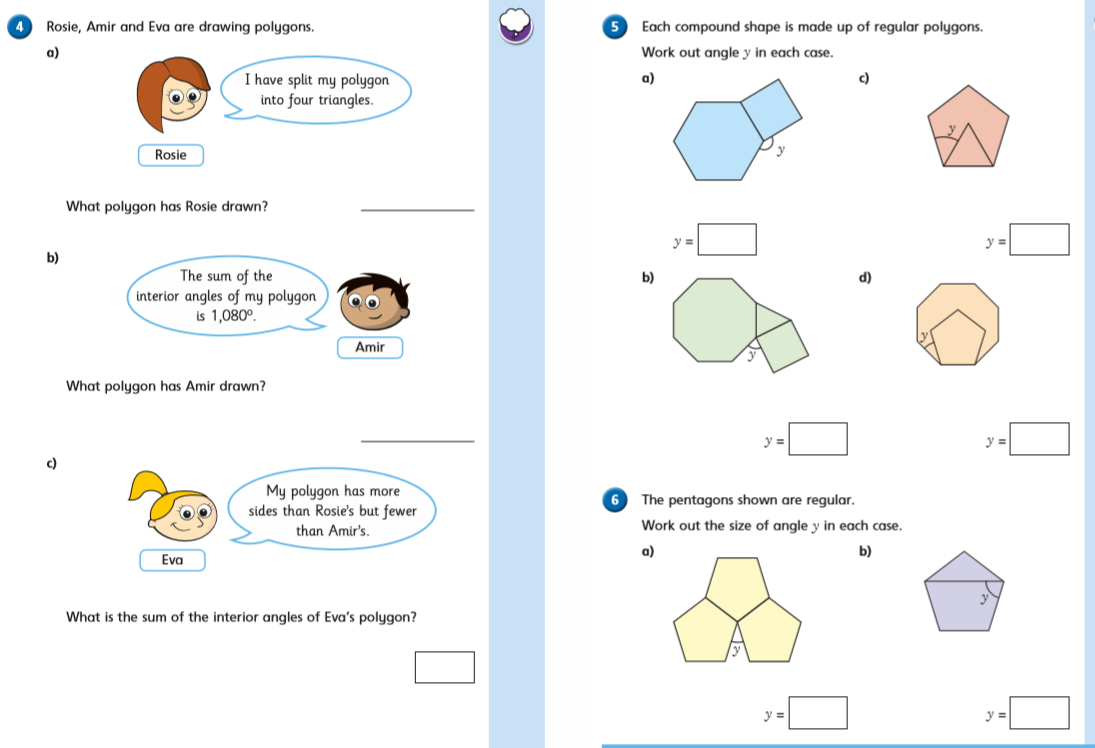 4 Rosie, Amir and Eva are drawing polygons.
a)
I have split my polygon
into four triangles.
Rosie
What polygon has Rosie drawn?
b)
The sum of the
interior angles of my polygon
is 1,080°.
Amir
What polygon has Amir drawn?
c)
My polygon has more
sides than Rosie's but fewer
than Amir's.
Eva
What is the sum of the interior angles of Eva's polygon?
5 Each compound shape is made up of regular polygons.
Work out angle y in each case.
a)
y
y =
c)
y
y =
b)
y
y =
d)
y
y =
6 The pentagons shown are regular.
Work out the size of angle y in each case.
a)
y
y =
b)
y
y =